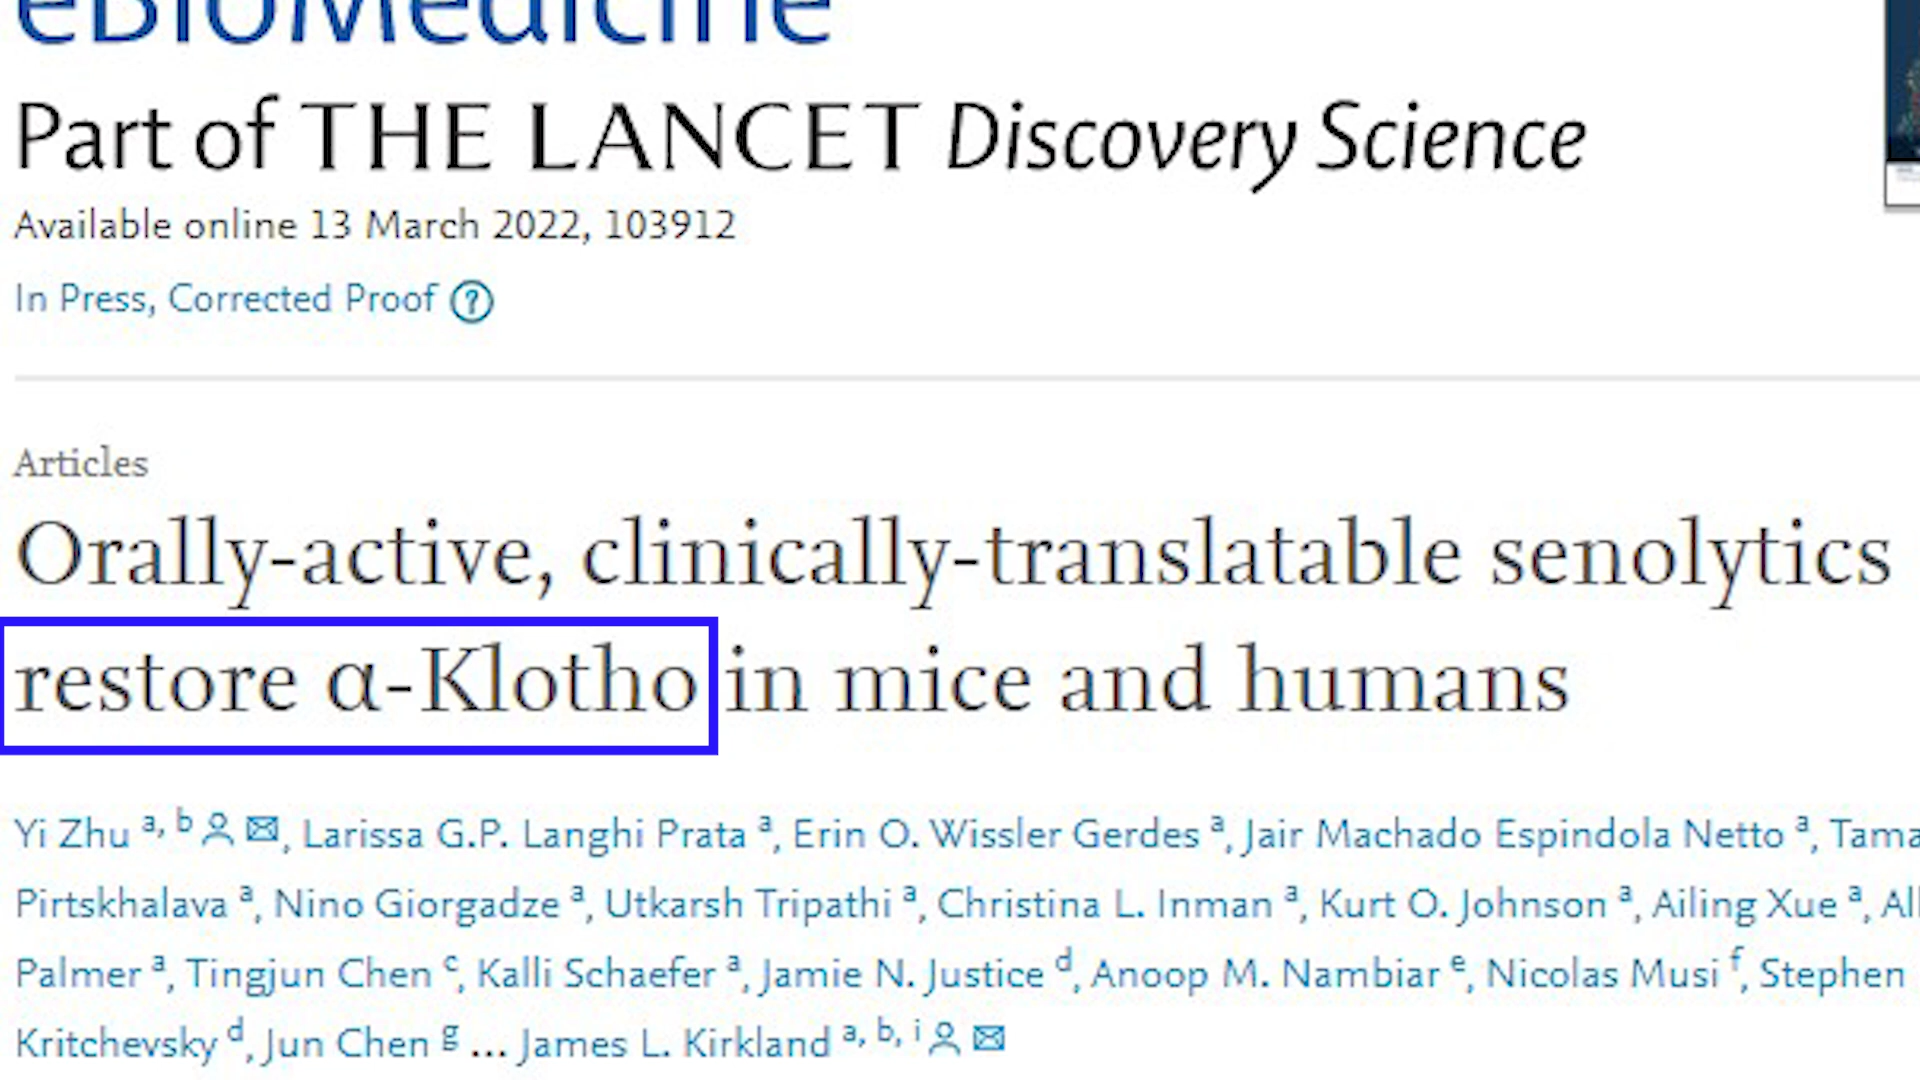 eBioMedicine
Part of THE LANCET Discovery Science
Available online 13 March 2022, 103912
In Press, Corrected Proof ?
Articles
Orally-active, clinically-translatable senolytics
restore α-Klotho in mice and humans
Yi Zhu a, b, Larissa G.P. Langhi Prata a, Erin O. Wissler Gerdes a, Jair Machado Espindola Netto a, Tama
Pirtskhalava a, Nino Giorgadze a, Utkarsh Tripathi a, Christina L. Inman a, Kurt O. Johnson a, Ailing Xue a, All
Palmer a, Tingjun Chen c, Kalli Schaefer a, Jamie N. Justice d, Anoop M. Nambiar e, Nicolas Musi f, Stephen
Kritchevsky d, Jun Chen g ... James L. Kirkland a, b, i